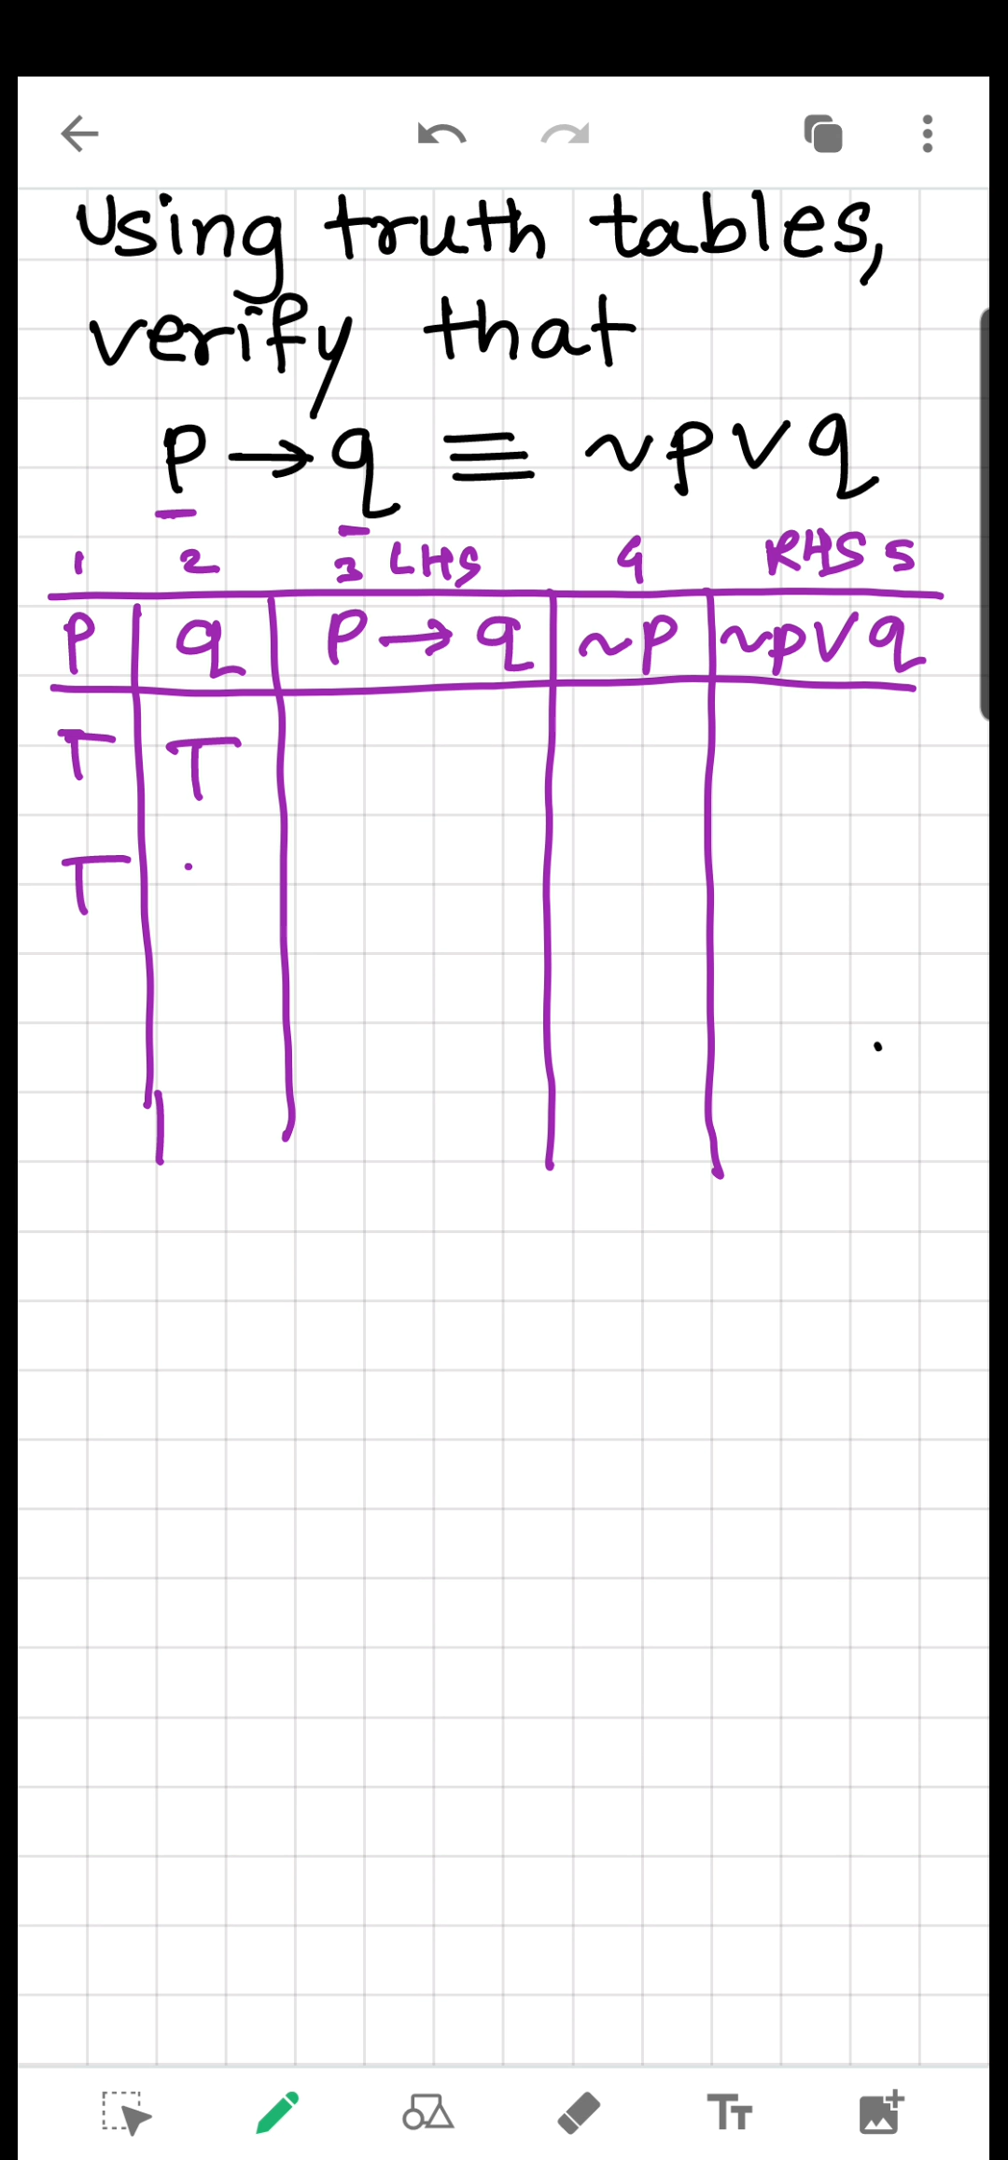 Using truth tables,
verify that
p → q ≡ ~p ∨ q
1 2 3 LHS 4 RHS 5
p q p → q ~p ~p ∨ q
T T
T